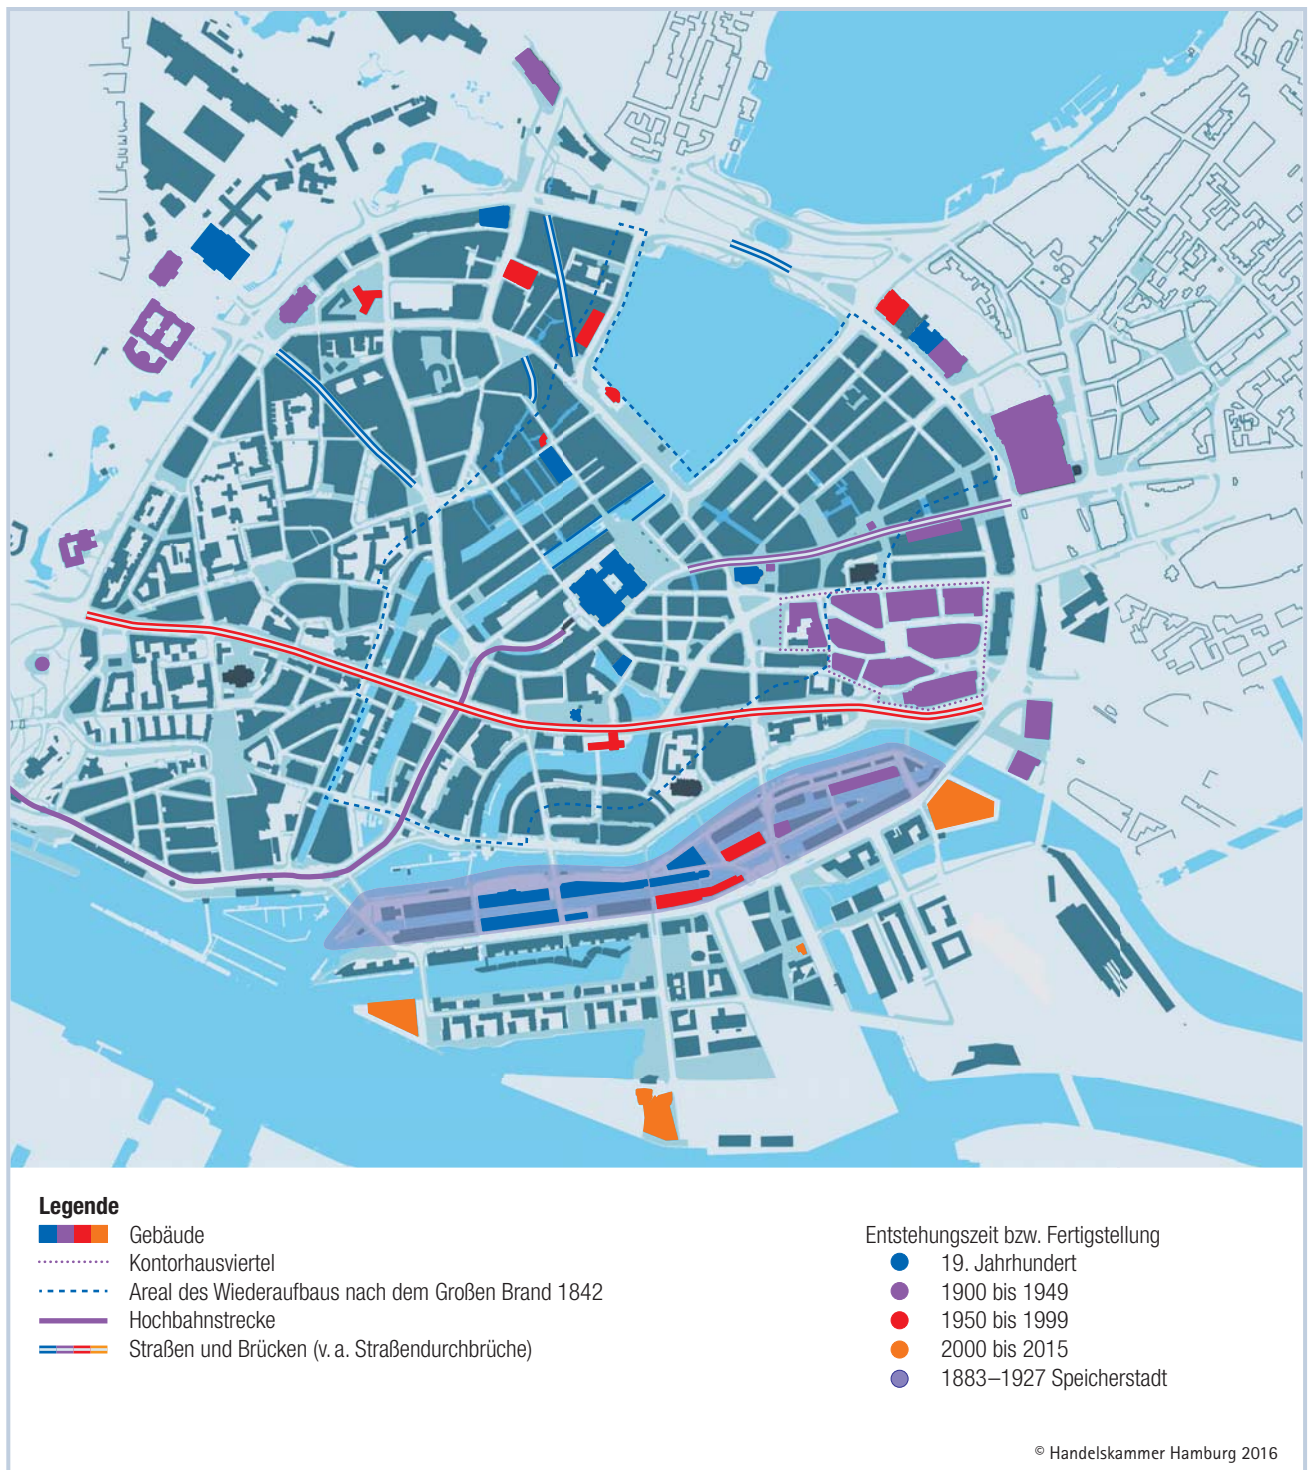 Legende
Gebäude
Kontorhausviertel
Areal des Wiederaufbaus nach dem Großen Brand 1842
Hochbahnstrecke
Straßen und Brücken (v. a. Straßendurchbrüche)
Entstehungszeit bzw. Fertigstellung
19. Jahrhundert
1900 bis 1949
1950 bis 1999
2000 bis 2015
1883–1927 Speicherstadt
© Handelskammer Hamburg 2016